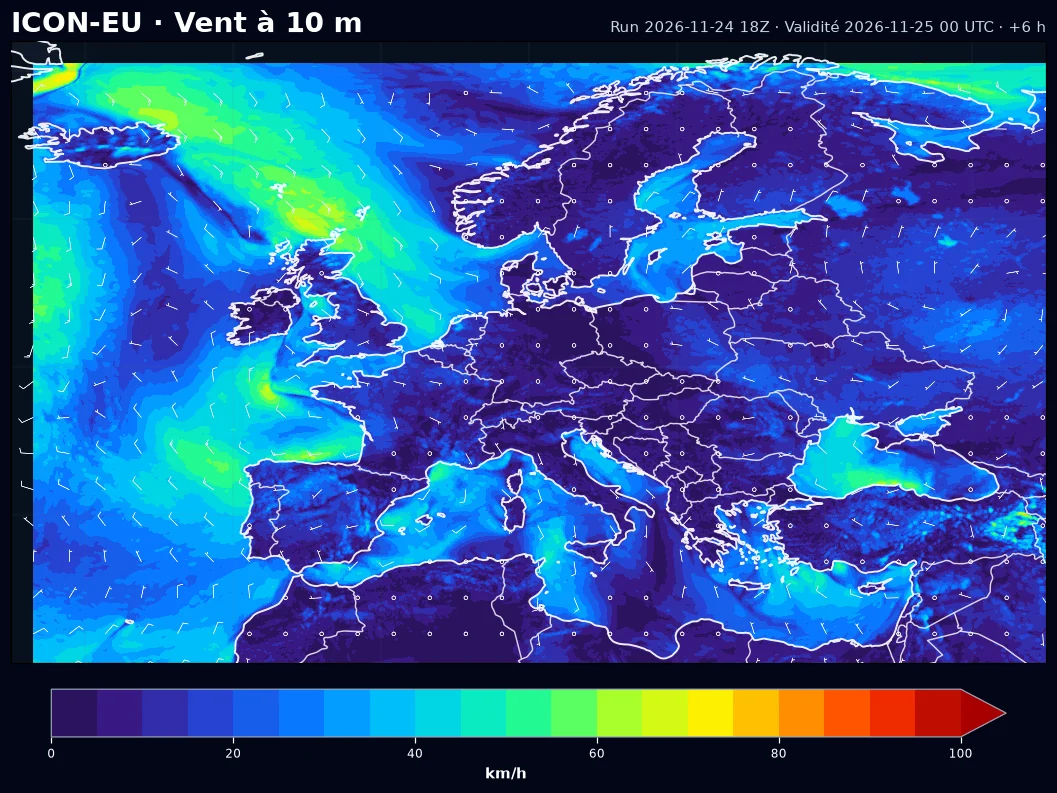 ICON-EU · Vent à 10 m
Run 2026-11-24 18Z · Validité 2026-11-25 00 UTC · +6 h
0 20 40 60 80 100
km/h